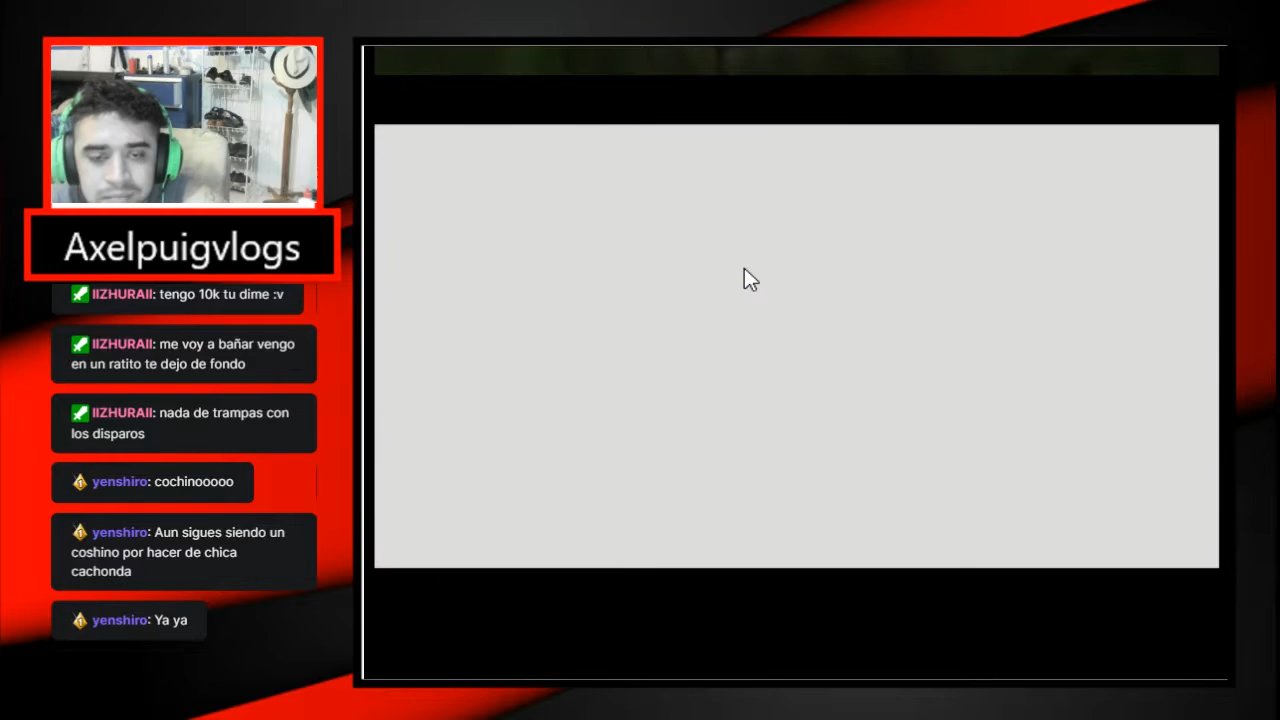 Axelpuigvlogs
IIZHURAII: tengo 10k tu dime :v
IIZHURAII: me voy a bañar vengo
en un ratito te dejo de fondo
IIZHURAII: nada de trampas con
los disparos
yenshiro: cochinooooo
yenshiro: Aun sigues siendo un
coshino por hacer de chica
cachonda
yenshiro: Ya ya